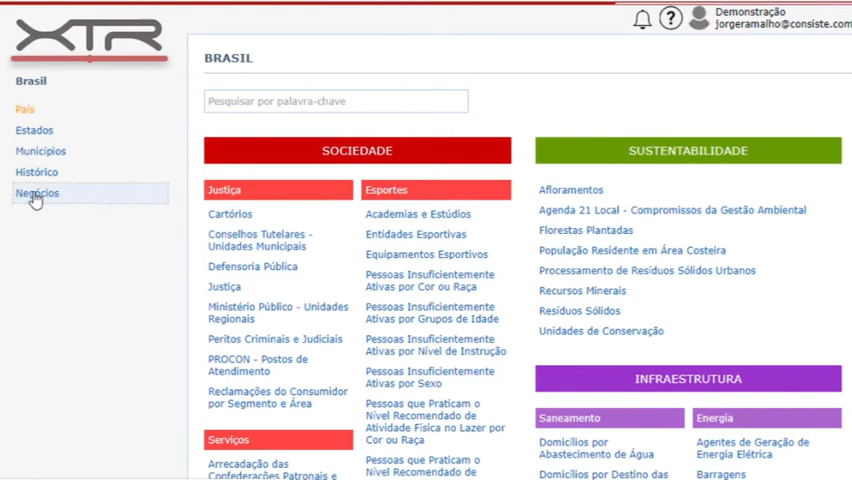 XTR
Demonstração
jorgeramalho@consiste.com
Brasil
País
Estados
Municípios
Histórico
Negócios
BRASIL
Pesquisar por palavra-chave
SOCIEDADE
Justiça
Cartórios
Conselhos Tutelares -
Unidades Municipais
Defensoria Pública
Justiça
Ministério Público - Unidades
Regionais
Peritos Criminais e Judiciais
PROCON - Postos de
Atendimento
Reclamações do Consumidor
por Segmento e Área
Serviços
Arrecadação das
Confederações Patronais e
Esportes
Academias e Estúdios
Entidades Esportivas
Equipamentos Esportivos
Pessoas Insuficientemente
Ativas por Cor ou Raça
Pessoas Insuficientemente
Ativas por Grupos de Idade
Pessoas Insuficientemente
Ativas por Nível de Instrução
Pessoas Insuficientemente
Ativas por Sexo
Pessoas que Praticam o
Nível Recomendado de
Atividade Física no Lazer por
Cor ou Raça
Pessoas que Praticam o
Nível Recomendado de
SUSTENTABILIDADE
Afloramentos
Agenda 21 Local - Compromissos da Gestão Ambiental
Florestas Plantadas
População Residente em Área Costeira
Processamento de Resíduos Sólidos Urbanos
Recursos Minerais
Resíduos Sólidos
Unidades de Conservação
INFRAESTRUTURA
Saneamento
Domicílios por
Abastecimento de Água
Domicílios por Destino das
Energia
Agentes de Geração de
Energia Elétrica
Barragens